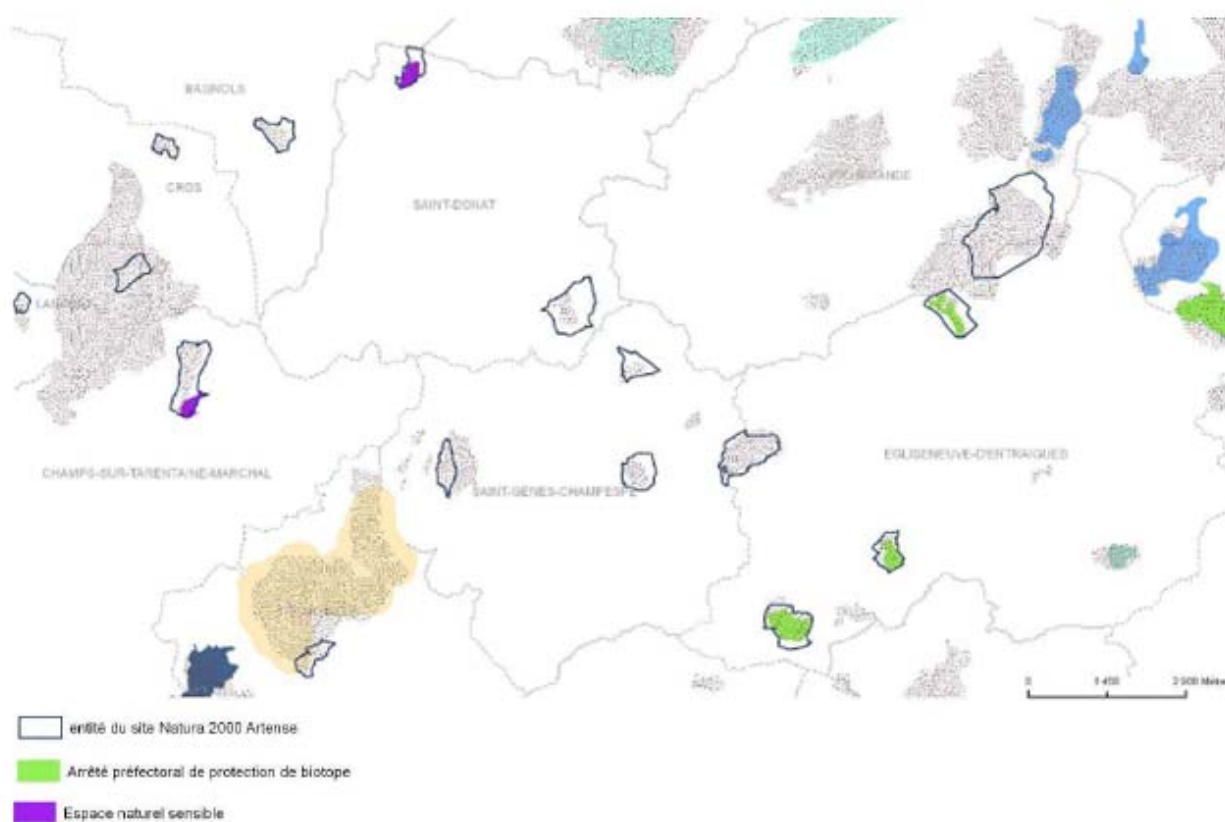 BAGNOLS
CROS
SAINT-DONAT
CHAMPS-SUR-TARENTAINE-MARCHAL
SAINT-GENES-CHAMPESPE
EGLISENEUVE-D'ENTRAIGUES
0
entité du site Natura 2000 Artense
Arrêté préfectoral de protection de biotope
Espace naturel sensible